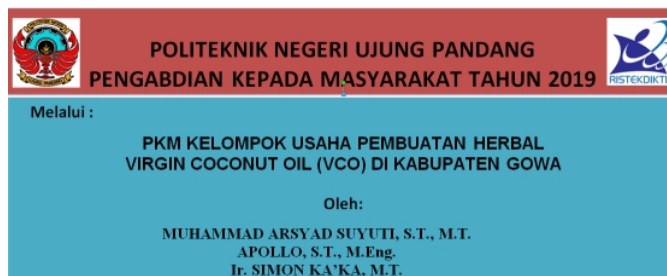 POLITEKNIK NEGERI UJUNG PANDANG
PENGABDIAN KEPADA MASYARAKAT TAHUN 2019
RISTEKDIKTI
Melalui :
PKM KELOMPOK USAHA PEMBUATAN HERBAL
VIRGIN COCONUT OIL (VCO) DI KABUPATEN GOWA
Oleh:
MUHAMMAD ARSYAD SUYUTI, S.T., M.T.
APOLLO, S.T., M.Eng.
Ir. SIMON KA'KA, M.T.